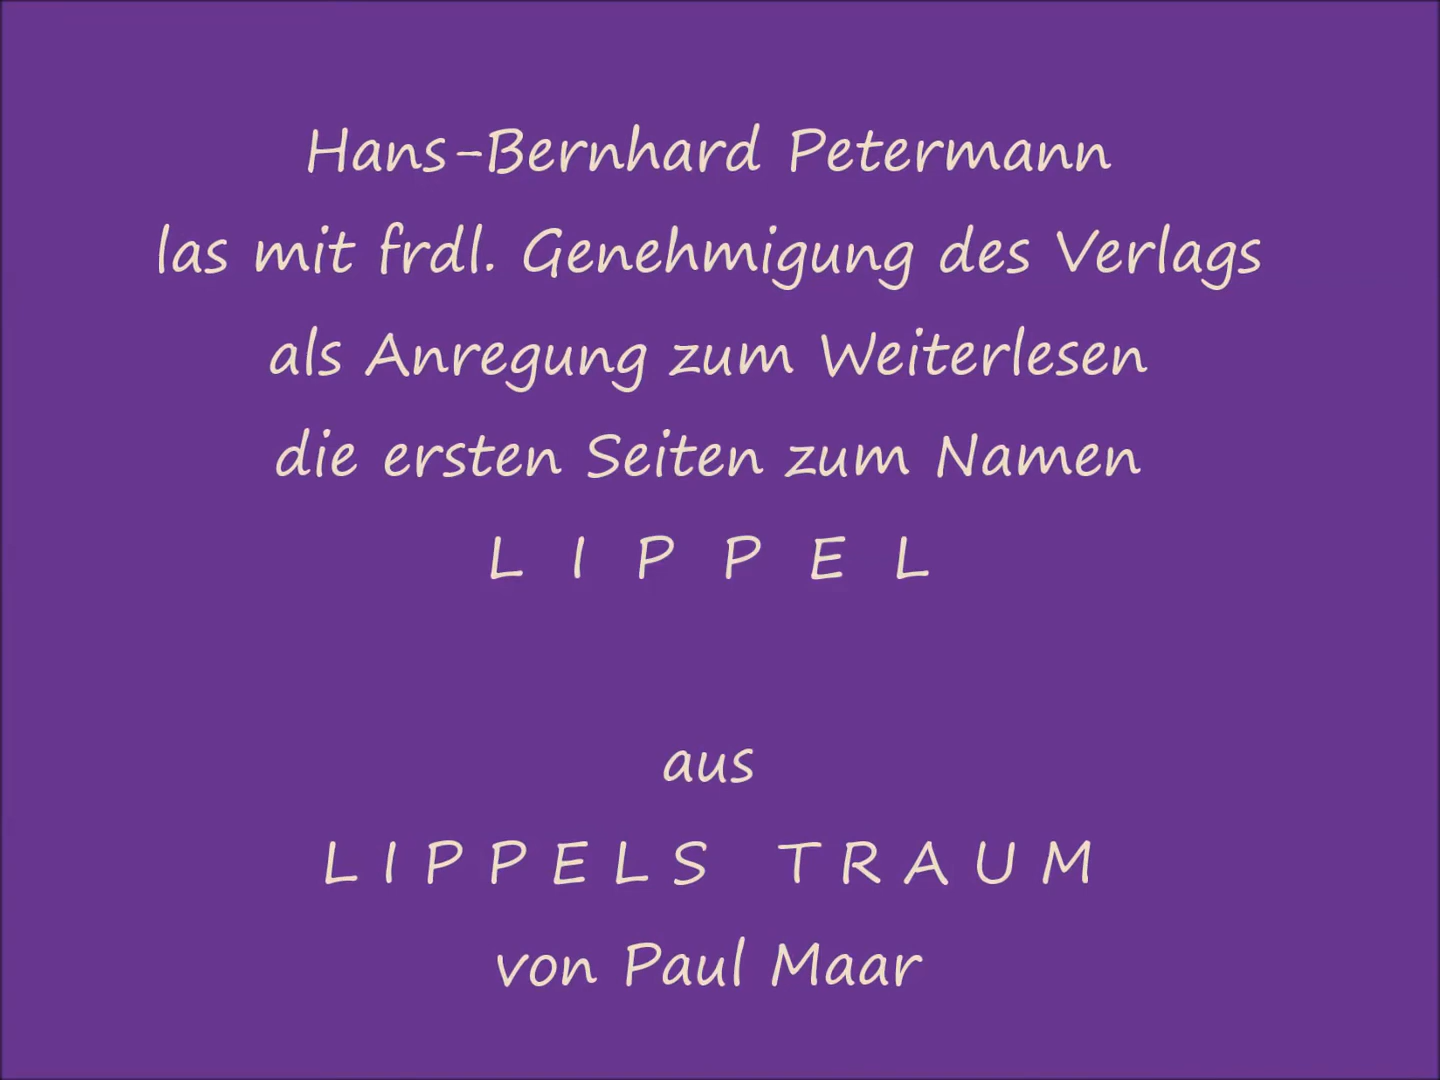 Hans-Bernhard Petermann
las mit frdl. Genehmigung des Verlags
als Anregung zum Weiterlesen
die ersten Seiten zum Namen
L I P P E L
aus
L I P P E L S T R A U M
von Paul Maar